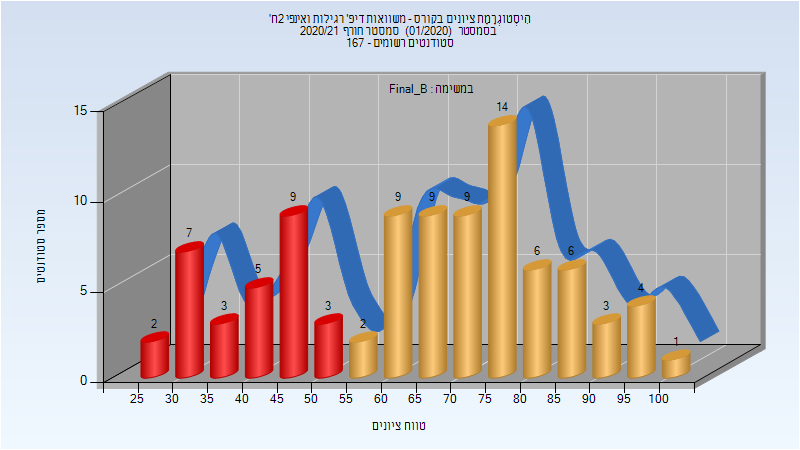 הִיסְטוֹגְרַמַת ציונים בקורס - משוואות דיפ' רגילות ואינפי 2ח'
בסמסטר (01/2020) סמסטר חורף 2020/21
סטודנטים רשומים - 167
במשימה : Final_B
מספר סטודנטים
15
10
5
0
2
7
3
5
9
3
2
9
9
9
14
6
6
3
4
1
25 30 35 40 45 50 55 60 65 70 75 80 85 90 95 100
טווח ציונים